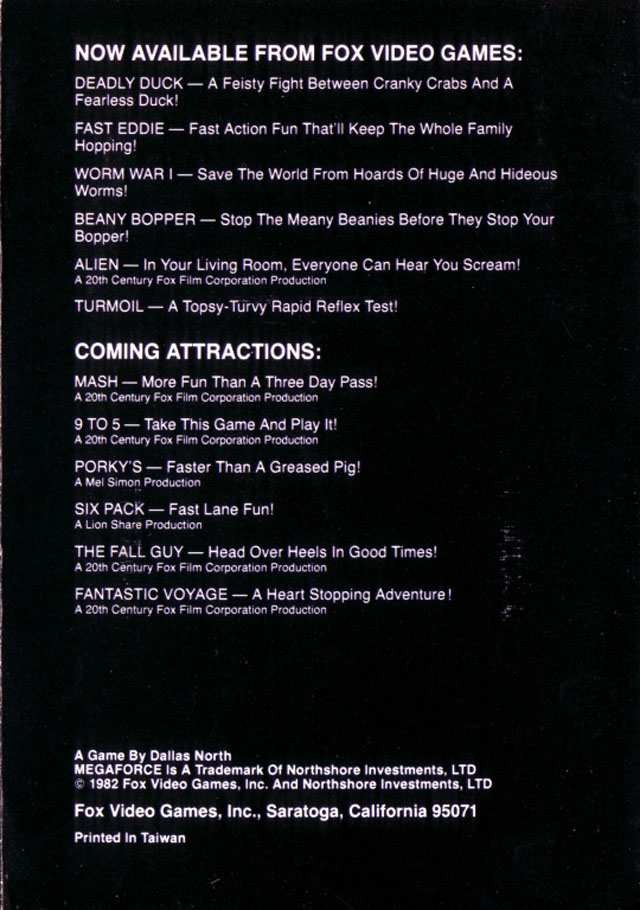 NOW AVAILABLE FROM FOX VIDEO GAMES:
DEADLY DUCK — A Feisty Fight Between Cranky Crabs And A
Fearless Duck!
FAST EDDIE — Fast Action Fun That'll Keep The Whole Family
Hopping!
WORM WAR I — Save The World From Hoards Of Huge And Hideous
Worms!
BEANY BOPPER — Stop The Meany Beanies Before They Stop Your
Bopper!
ALIEN — In Your Living Room, Everyone Can Hear You Scream!
A 20th Century Fox Film Corporation Production
TURMOIL — A Topsy-Turvy Rapid Reflex Test!
COMING ATTRACTIONS:
MASH — More Fun Than A Three Day Pass!
A 20th Century Fox Film Corporation Production
9 TO 5 — Take This Game And Play It!
A 20th Century Fox Film Corporation Production
PORKY'S — Faster Than A Greased Pig!
A Mel Simon Production
SIX PACK — Fast Lane Fun!
A Lion Share Production
THE FALL GUY — Head Over Heels In Good Times!
A 20th Century Fox Film Corporation Production
FANTASTIC VOYAGE — A Heart Stopping Adventure!
A 20th Century Fox Film Corporation Production
A Game By Dallas North
MEGAFORCE Is A Trademark Of Northshore Investments, LTD
© 1982 Fox Video Games, Inc. And Northshore Investments, LTD
Fox Video Games, Inc., Saratoga, California 95071
Printed In Taiwan